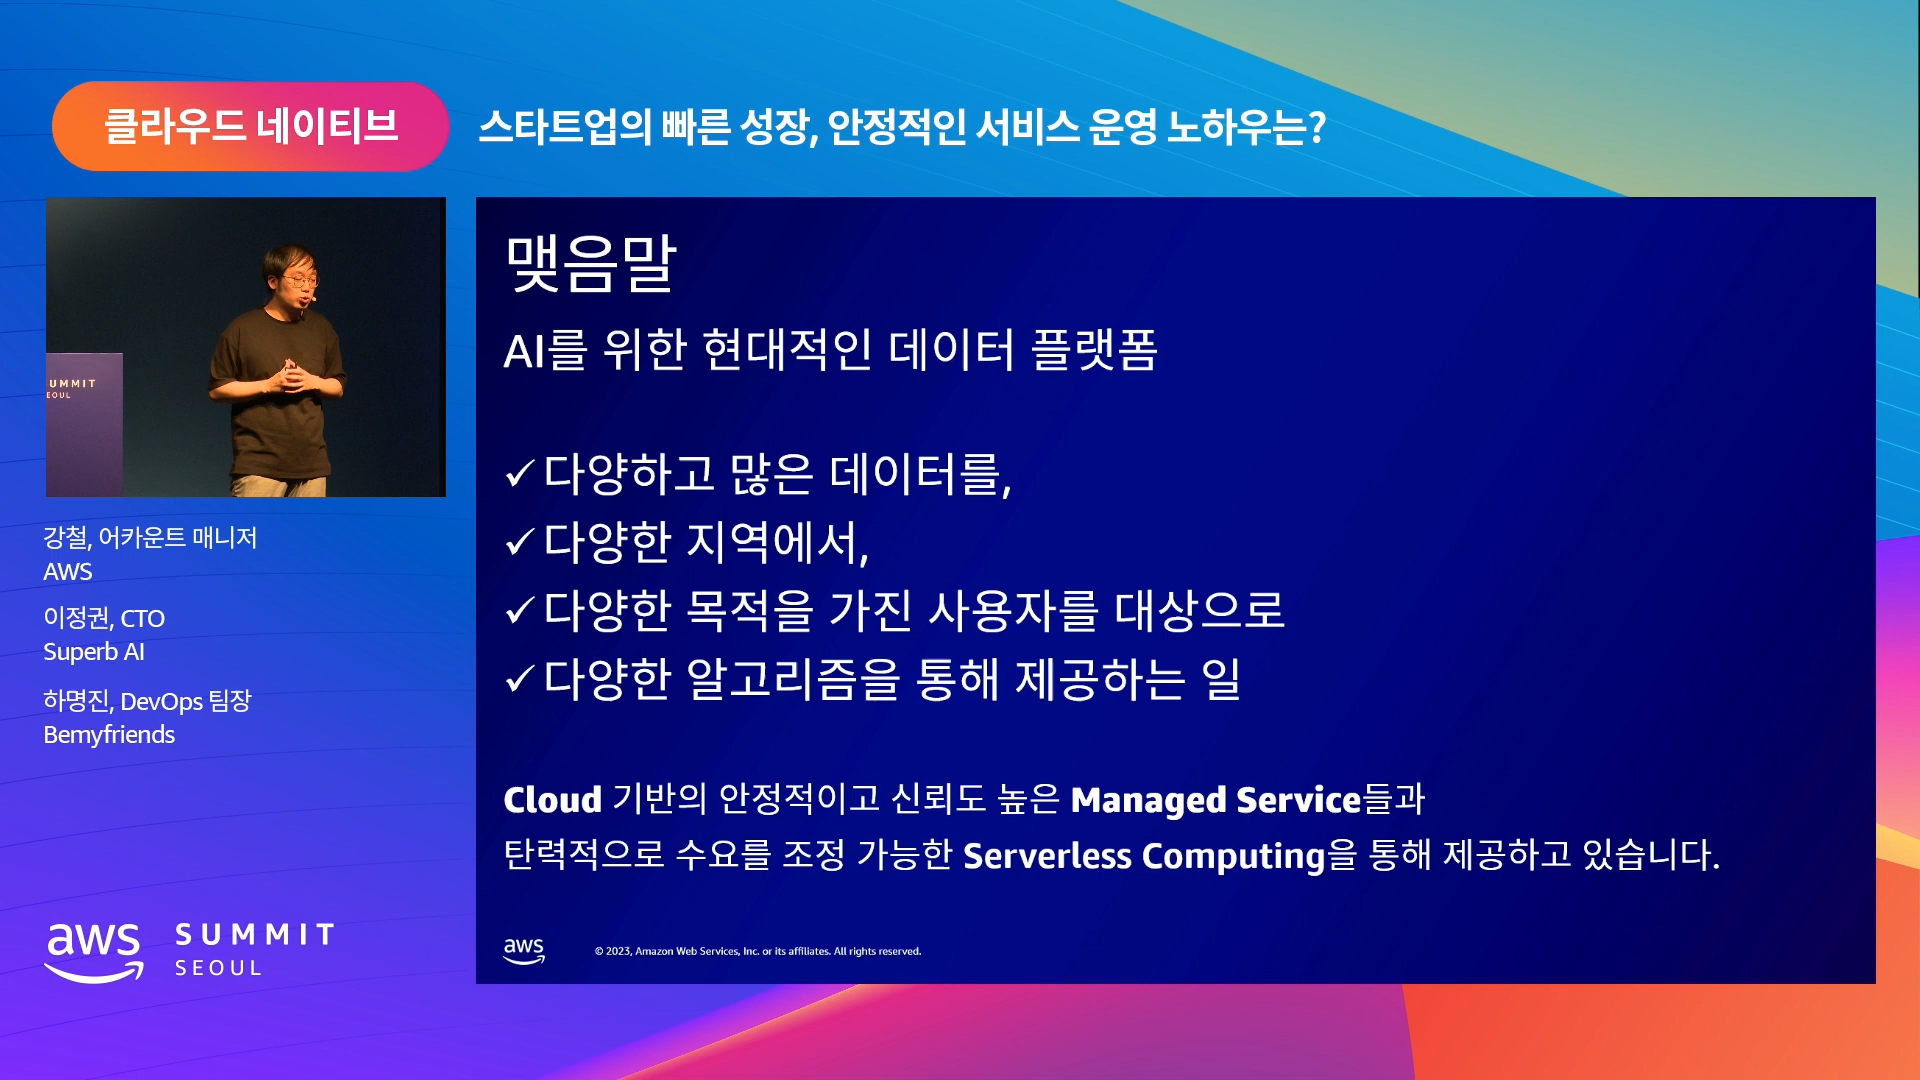 클라우드 네이티브
스타트업의 빠른 성장, 안정적인 서비스 운영 노하우는?
UMMIT
EOUL
강철, 어카운트 매니저
AWS
이정권, CTO
Superb AI
하명진, DevOps 팀장
Bemyfriends
aws
SUMMIT
SEOUL
맺음말
AI를 위한 현대적인 데이터 플랫폼
✓다양하고 많은 데이터를,
✓다양한 지역에서,
✓다양한 목적을 가진 사용자를 대상으로
✓다양한 알고리즘을 통해 제공하는 일
Cloud 기반의 안정적이고 신뢰도 높은 Managed Service들과
탄력적으로 수요를 조정 가능한 Serverless Computing을 통해 제공하고 있습니다.
aws
© 2023, Amazon Web Services, Inc. or its affiliates. All rights reserved.